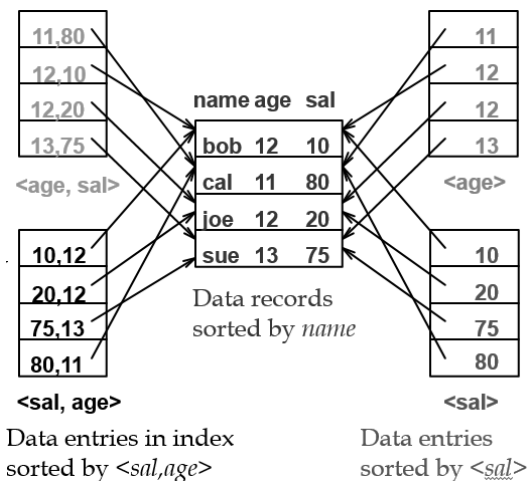 11,80
12,10
12,20
13,75
<age, sal>
10,12
20,12
75,13
80,11
<sal, age>
Data entries in index
sorted by <sal,age>
name age sal
bob 12 10
cal 11 80
joe 12 20
sue 13 75
Data records
sorted by name
11
12
12
13
<age>
10
20
75
80
<sal>
Data entries
sorted by <sal>